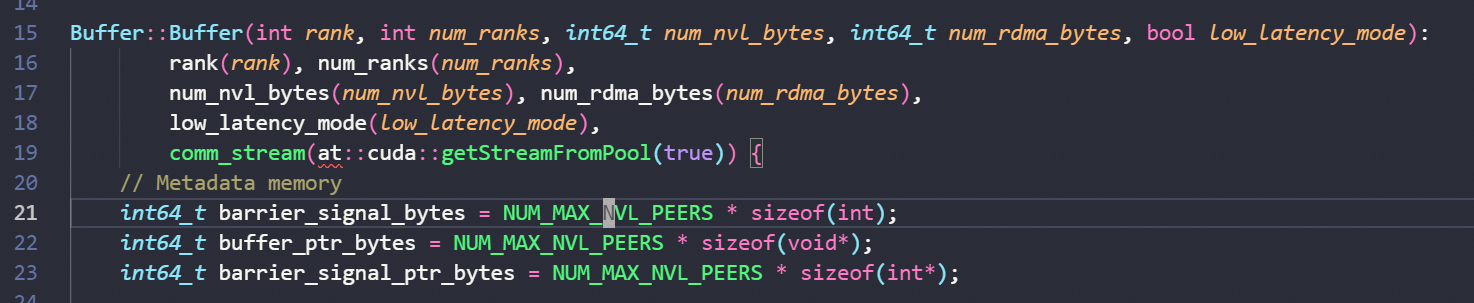 14
15 Buffer::Buffer(int rank, int num_ranks, int64_t num_nvl_bytes, int64_t num_rdma_bytes, bool low_latency_mode):
16         rank(rank), num_ranks(num_ranks),
17         num_nvl_bytes(num_nvl_bytes), num_rdma_bytes(num_rdma_bytes),
18         low_latency_mode(low_latency_mode),
19         comm_stream(at::cuda::getStreamFromPool(true)) {
20     // Metadata memory
21     int64_t barrier_signal_bytes = NUM_MAX_NVL_PEERS * sizeof(int);
22     int64_t buffer_ptr_bytes = NUM_MAX_NVL_PEERS * sizeof(void*);
23     int64_t barrier_signal_ptr_bytes = NUM_MAX_NVL_PEERS * sizeof(int*);
24